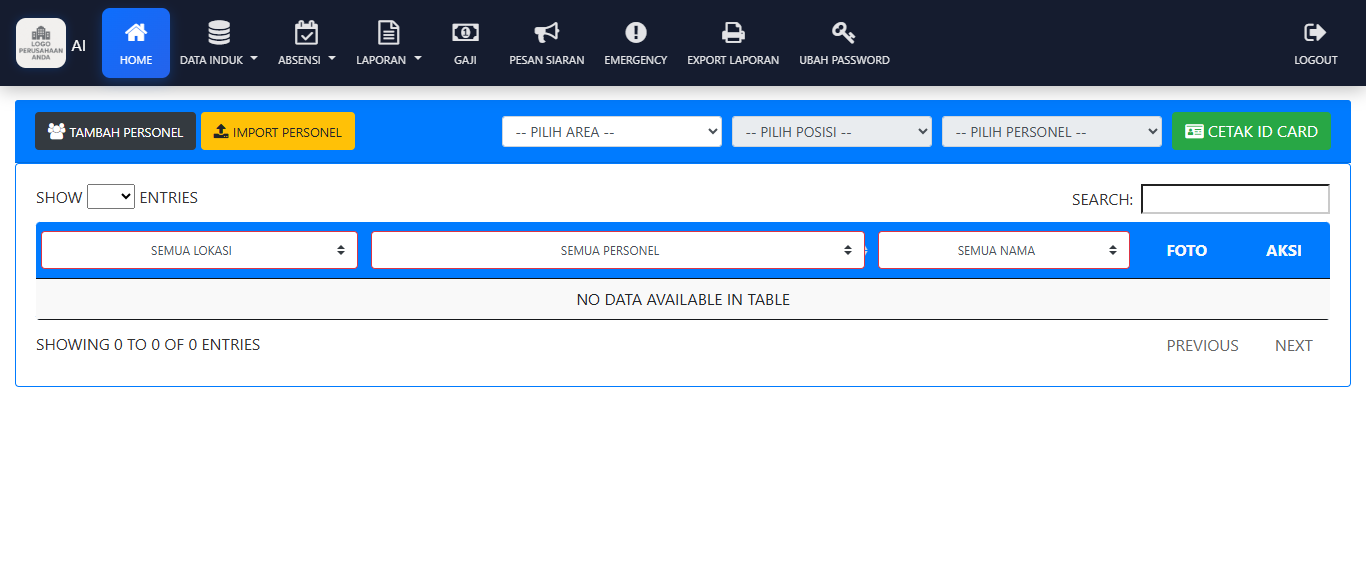 LOGO
PERUSAHAAN
ANDA
AI
HOME
DATA INDUK
ABSENSI
LAPORAN
GAJI
PESAN SIARAN
EMERGENCY
EXPORT LAPORAN
UBAH PASSWORD
LOGOUT
TAMBAH PERSONEL
IMPORT PERSONEL
-- PILIH AREA --
-- PILIH POSISI --
-- PILIH PERSONEL --
CETAK ID CARD
SHOW ENTRIES
SEARCH:
SEMUA LOKASI
SEMUA PERSONEL
SEMUA NAMA
FOTO
AKSI
NO DATA AVAILABLE IN TABLE
SHOWING 0 TO 0 OF 0 ENTRIES
PREVIOUS
NEXT